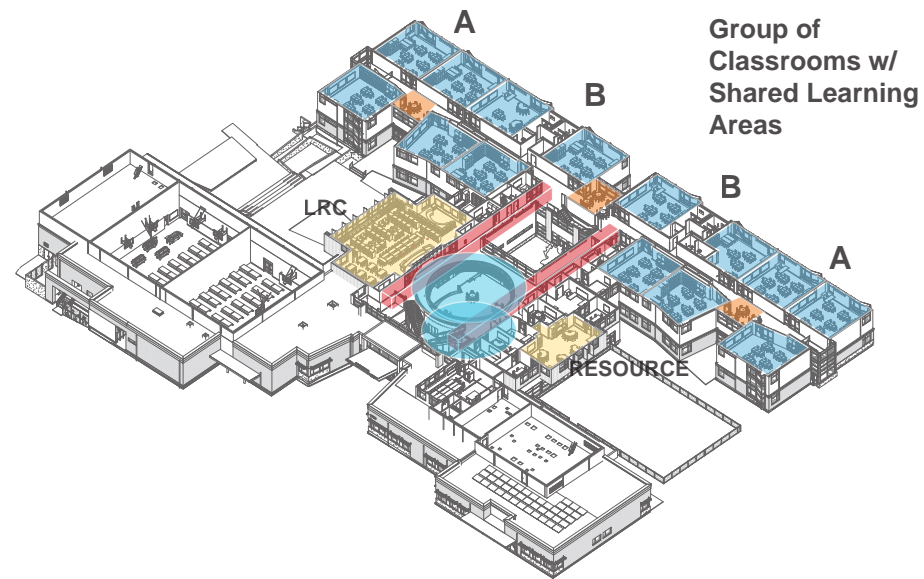 A
Group of
Classrooms w/
Shared Learning
Areas
B
B
LRC
A
RESOURCE